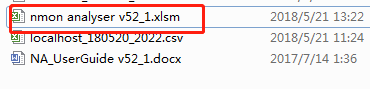 nmon analyser v52_1.xlsm 2018/5/21 13:22
localhost_180520_2022.csv 2018/5/21 11:24
NA_UserGuide v52_1.docx 2017/7/14 1:36